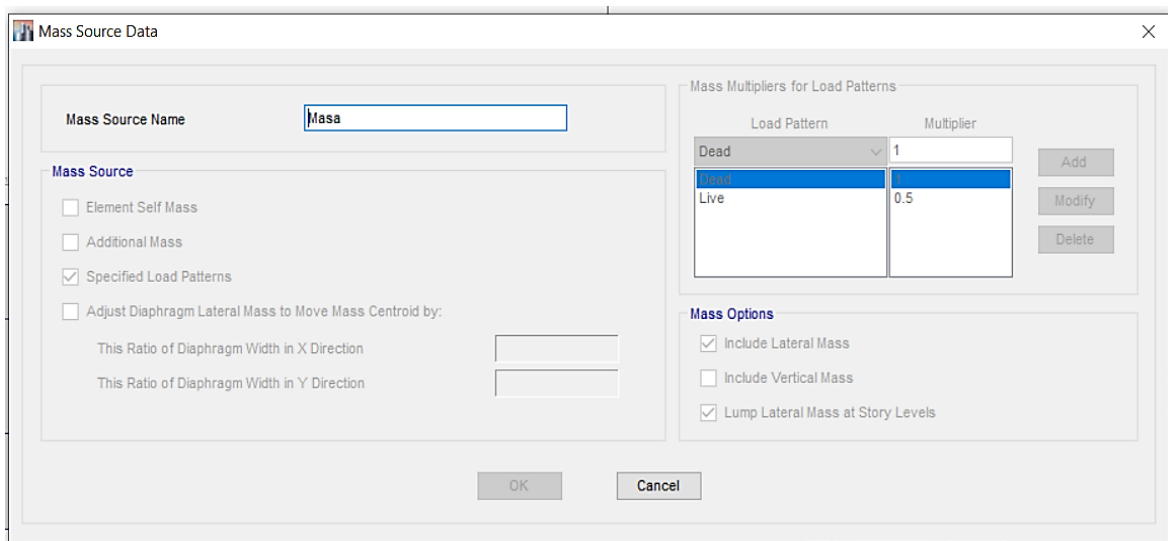 Mass Source Data
Mass Source Name
Masa
Mass Source
Element Self Mass
Additional Mass
Specified Load Patterns
Adjust Diaphragm Lateral Mass to Move Mass Centroid by:
This Ratio of Diaphragm Width in X Direction
This Ratio of Diaphragm Width in Y Direction
Mass Multipliers for Load Patterns
Load Pattern Multiplier
Dead 1
Dead 1
Live 0.5
Add
Modify
Delete
Mass Options
Include Lateral Mass
Include Vertical Mass
Lump Lateral Mass at Story Levels
OK Cancel